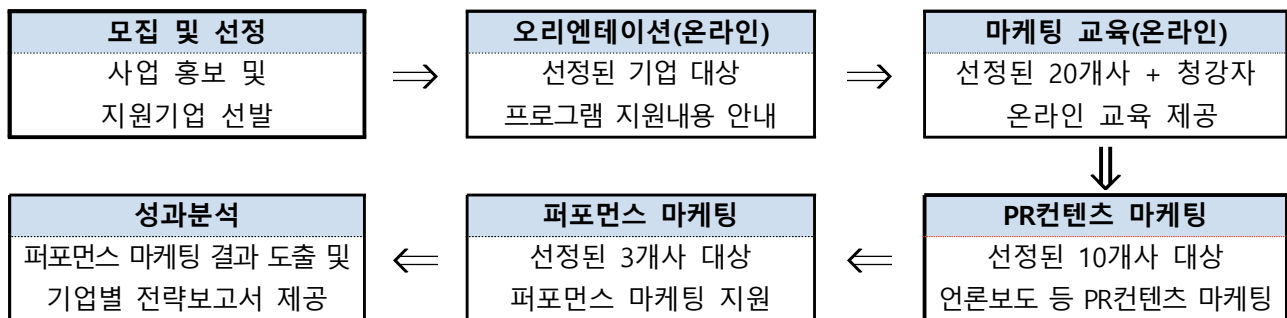 모집 및 선정
사업 홍보 및
지원기업 선발
⇒
오리엔테이션(온라인)
선정된 기업 대상
프로그램 지원내용 안내
⇒
마케팅 교육(온라인)
선정된 20개사 + 청강자
온라인 교육 제공
⇓
PR컨텐츠 마케팅
선정된 10개사 대상
언론보도 등 PR컨텐츠 마케팅
⇐
퍼포먼스 마케팅
선정된 3개사 대상
퍼포먼스 마케팅 지원
⇐
성과분석
퍼포먼스 마케팅 결과 도출 및
기업별 전략보고서 제공